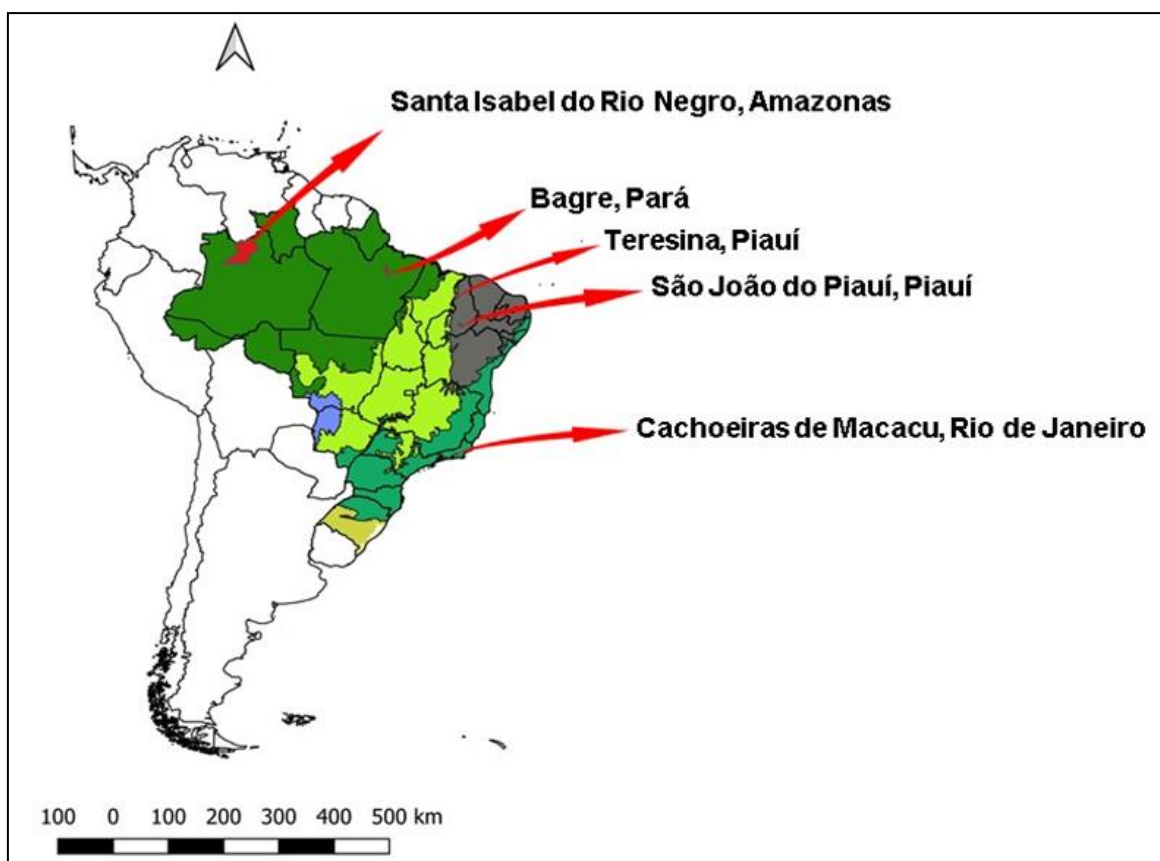 Santa Isabel do Rio Negro, Amazonas
Bagre, Pará
Teresina, Piauí
São João do Piauí, Piauí
Cachoeiras de Macacu, Rio de Janeiro
100 0 100 200 300 400 500 km